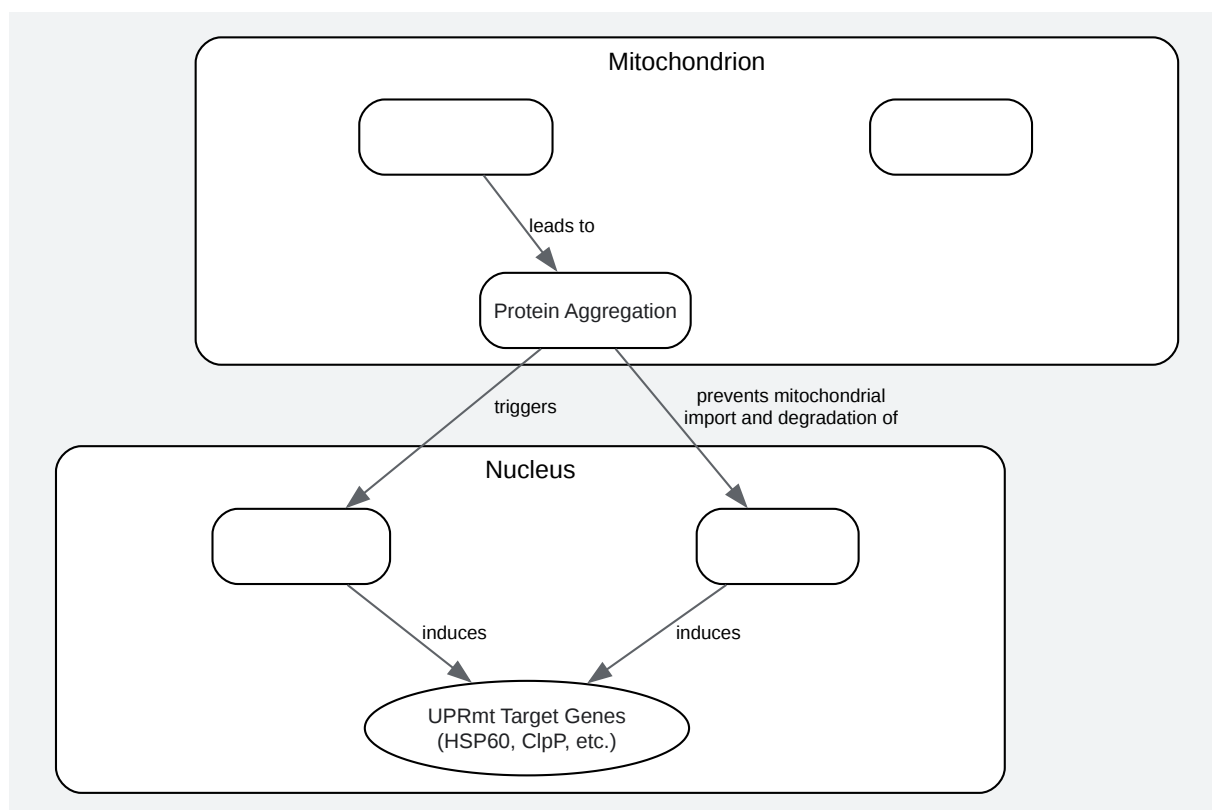 Mitochondrion
leads to
Protein Aggregation
triggers
prevents mitochondrial
import and degradation of
Nucleus
induces
induces
UPRmt Target Genes
(HSP60, ClpP, etc.)